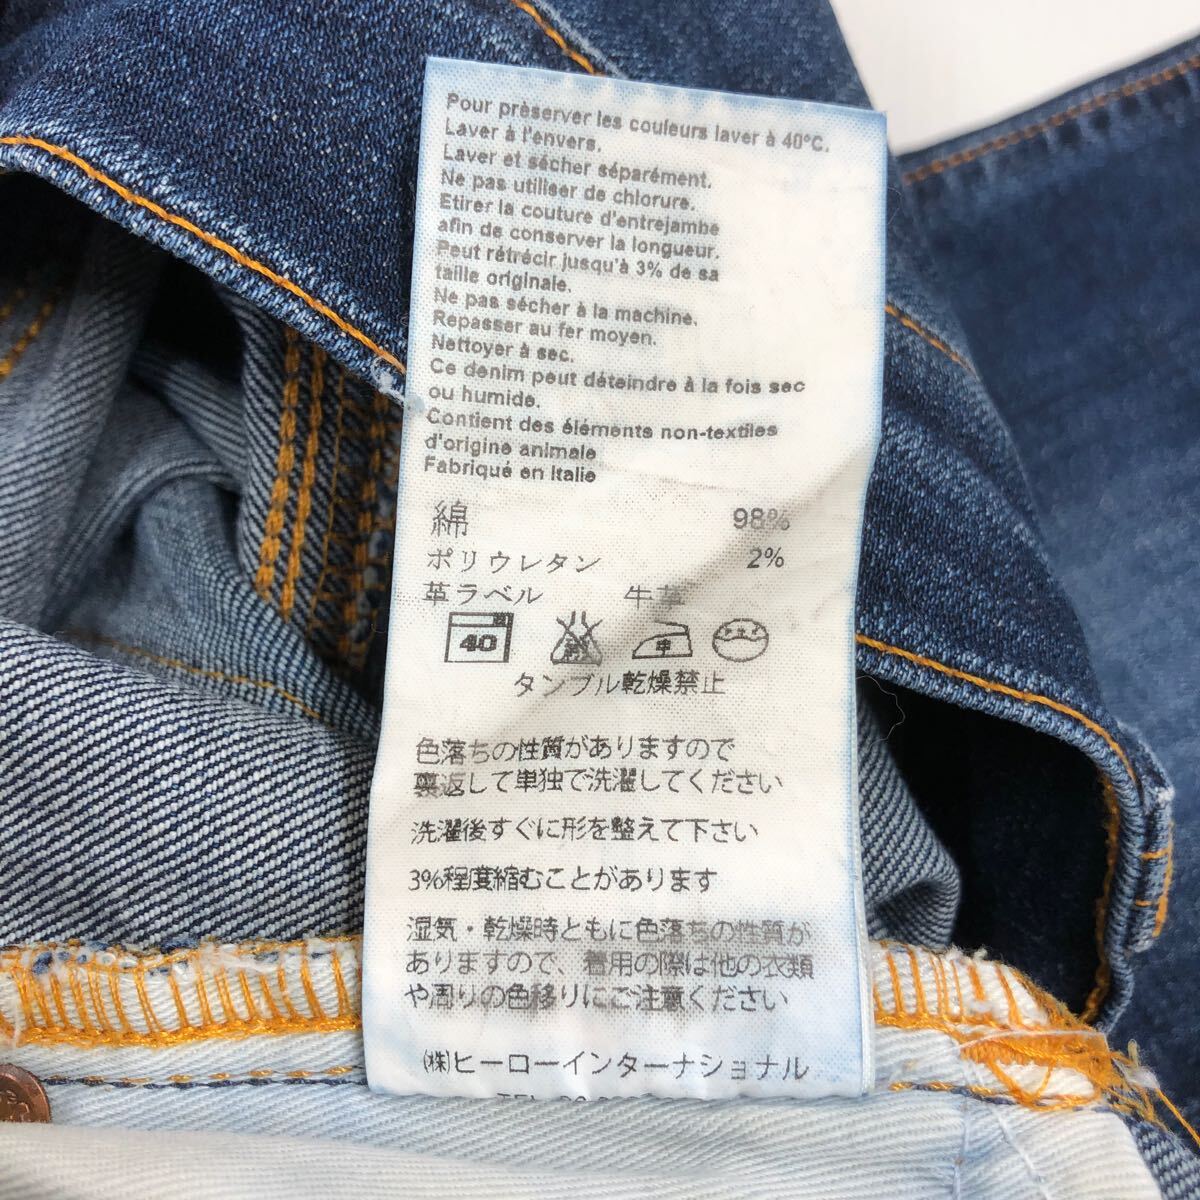 Pour prèserver les couleurs laver à 40°C.
Laver à l'envers.
Laver et sécher séparément.
Ne pas utiliser de chlorure.
Etirer la couture d'entrejambe
afin de conserver la longueur.
Peut rétrécir jusqu'à 3% de sa
taille originale.
Ne pas sécher à la machine.
Repasser au fer moyen.
Nettoyer à sec.
Ce denim peut déteindre à la fois sec
ou humide.
Contient des éléments non-textiles
d'origine animale
Fabriqué en Italie
綿 98%
ポリウレタン 2%
革ラベル 牛革
40 中
タンブル乾燥禁止
色落ちの性質がありますので
裏返して単独で洗濯してください
洗濯後すぐに形を整えて下さい
3%程度縮むことがあります
湿気・乾燥時ともに色落ちの性質が
ありますので、着用の際は他の衣類
や周りの色移りにご注意ください
㈱ヒーローインターナショナル